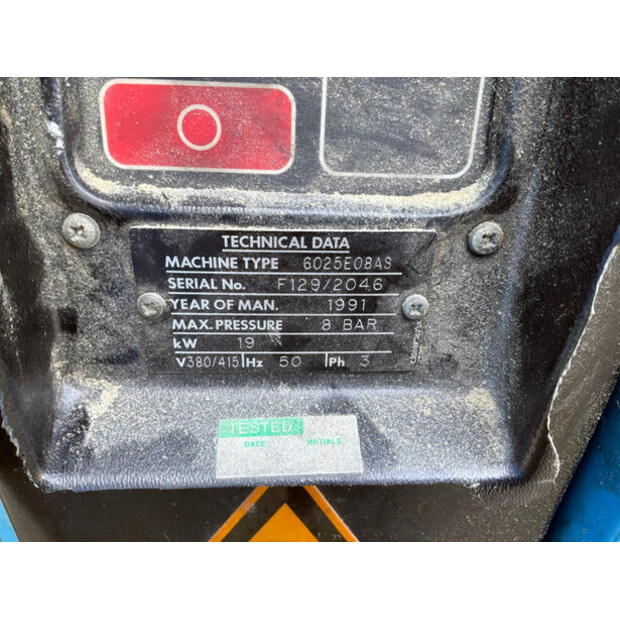 TECHNICAL DATA
MACHINE TYPE 6025E08AS
SERIAL No. F129/2046
YEAR OF MAN. 1991
MAX. PRESSURE 8 BAR
kW 19
V380/415 Hz 50 Ph 3
TESTED
DATE INITIALS